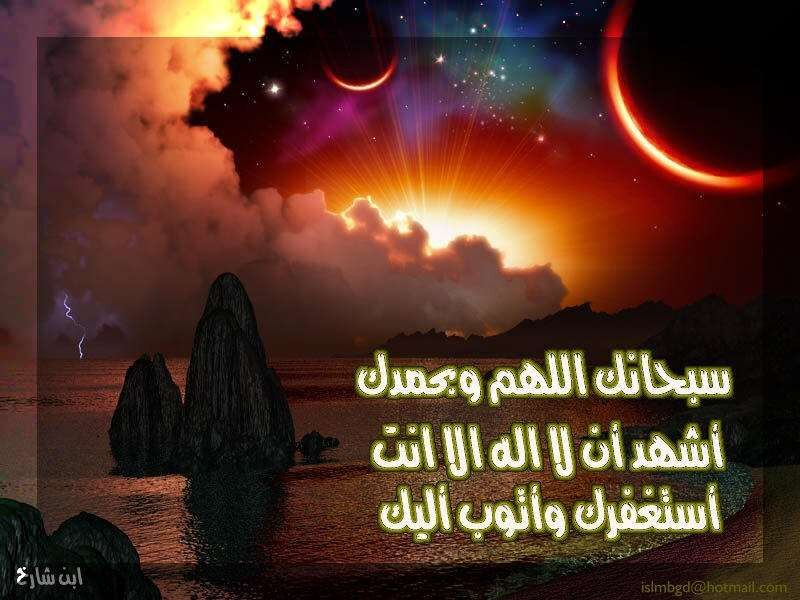 سبحانك اللهم وبحمدك
أشهد أن لا اله الا انت
أستغفرك وأتوب أليك
ابن شارع
islmbgd@hotmail.com